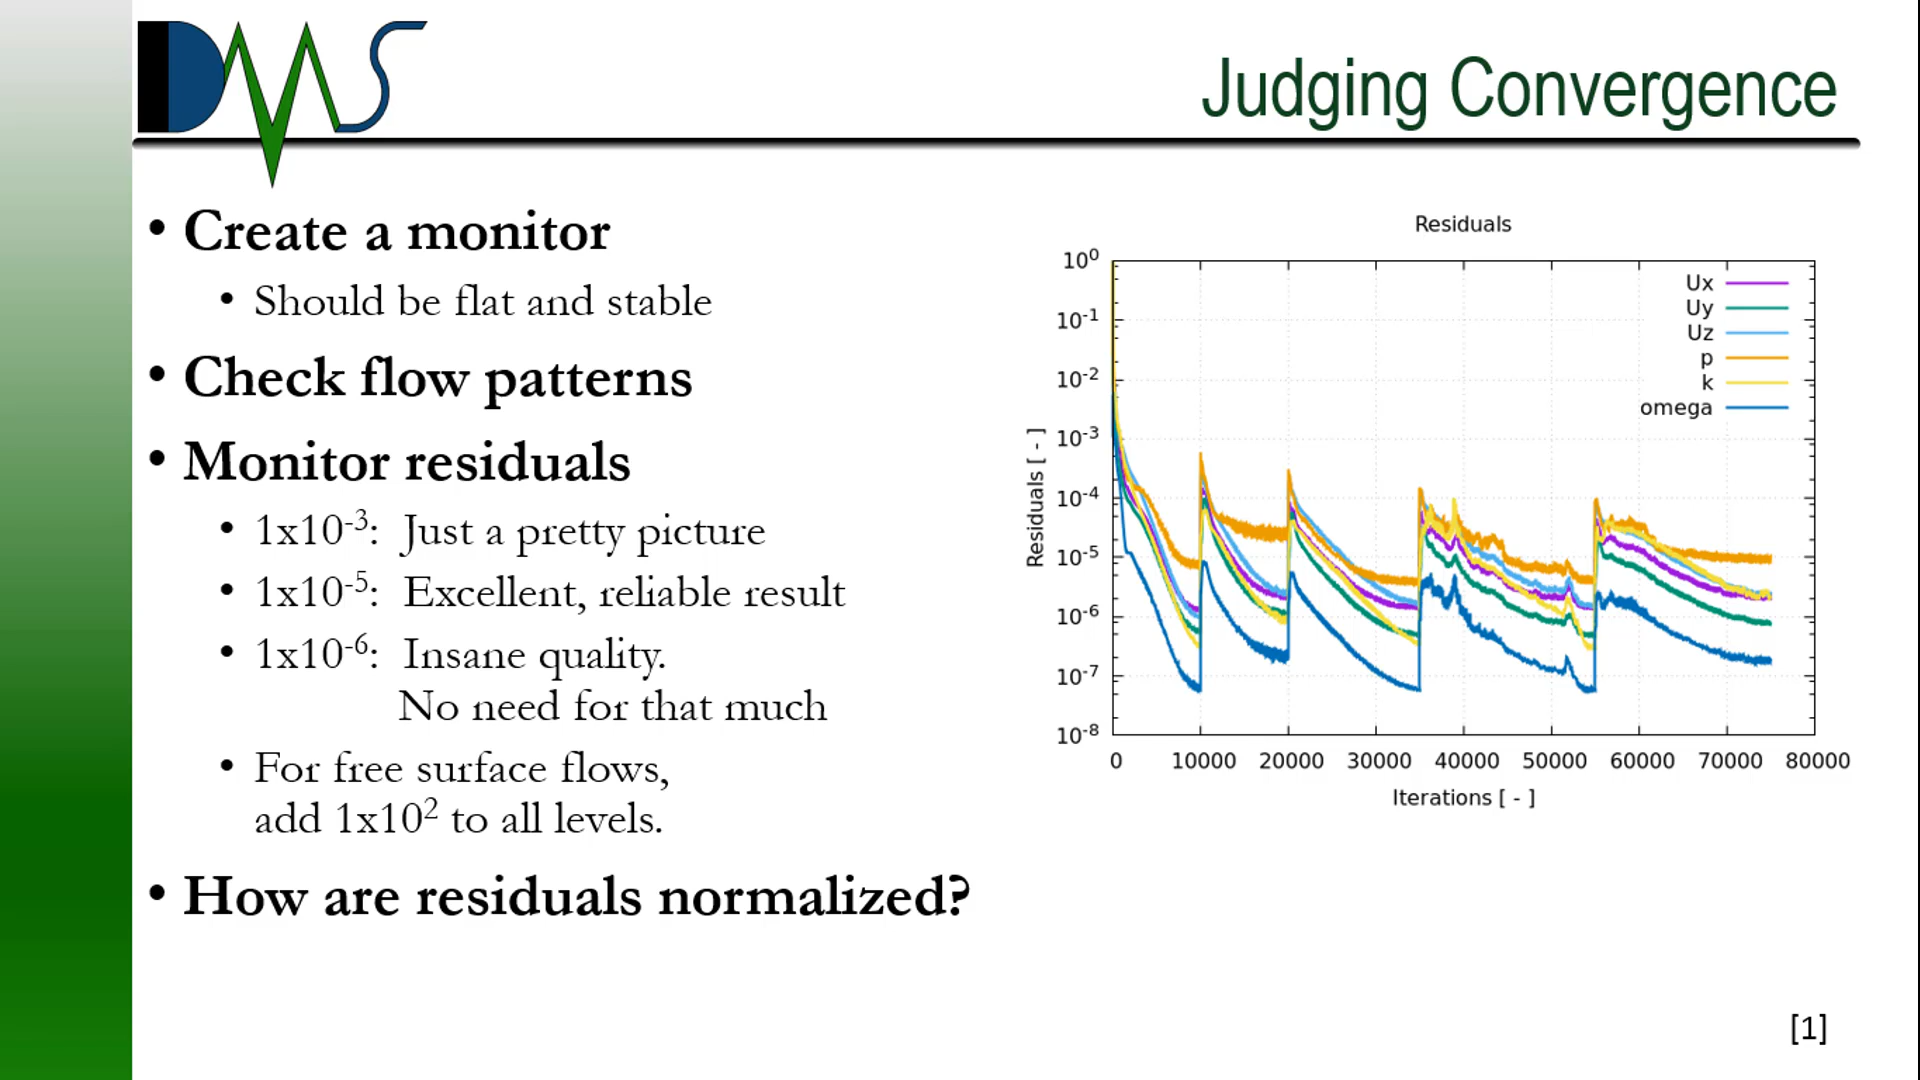 DMS
Judging Convergence
• Create a monitor
• Should be flat and stable
• Check flow patterns
• Monitor residuals
• 1x10⁻³: Just a pretty picture
• 1x10⁻⁵: Excellent, reliable result
• 1x10⁻⁶: Insane quality.
No need for that much
• For free surface flows,
add 1x10² to all levels.
• How are residuals normalized?
Residuals
Residuals [ - ]
10⁰
10⁻¹
10⁻²
10⁻³
10⁻⁴
10⁻⁵
10⁻⁶
10⁻⁷
10⁻⁸
Ux
Uy
Uz
p
k
omega
0 10000 20000 30000 40000 50000 60000 70000 80000
Iterations [ - ]
[1]